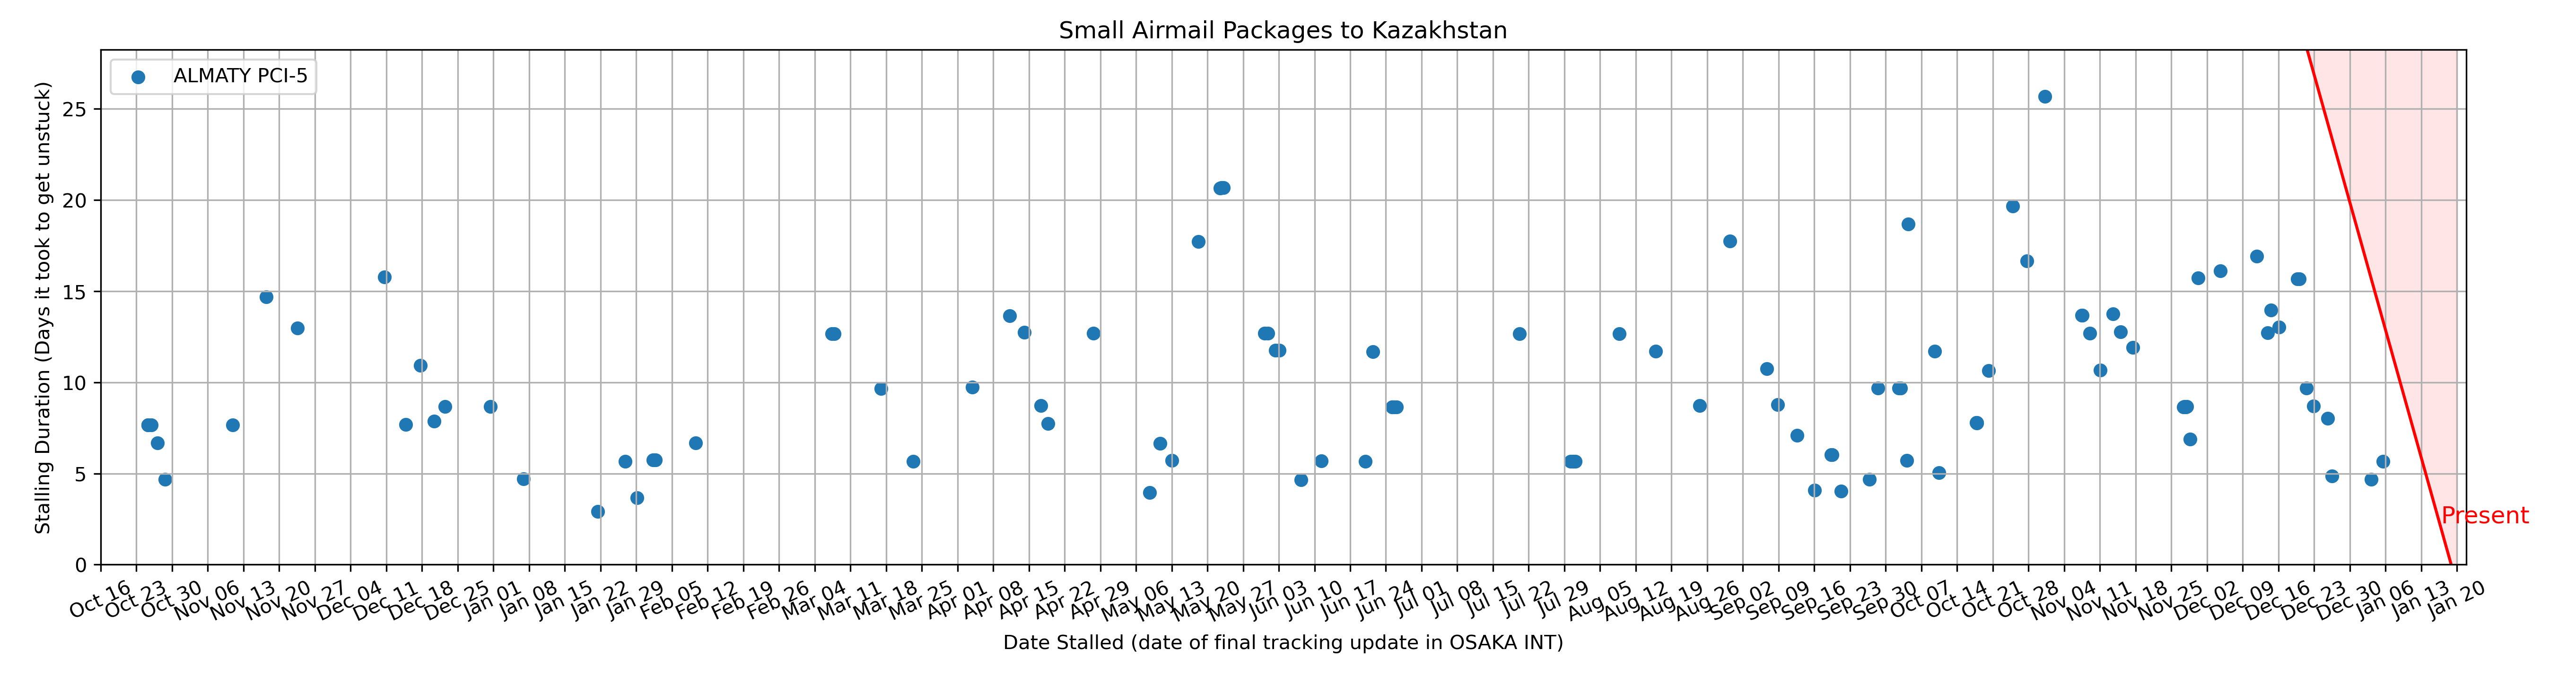 Small Airmail Packages to Kazakhstan
ALMATY PCI-5
Stalling Duration (Days it took to get unstuck)
25
20
15
10
5
0
Present
Oct 16
Oct 23
Oct 30
Nov 06
Nov 13
Nov 20
Nov 27
Dec 04
Dec 11
Dec 18
Dec 25
Jan 01
Jan 08
Jan 15
Jan 22
Jan 29
Feb 05
Feb 12
Feb 19
Feb 26
Mar 04
Mar 11
Mar 18
Mar 25
Apr 01
Apr 08
Apr 15
Apr 22
Apr 29
May 06
May 13
May 20
May 27
Jun 03
Jun 10
Jun 17
Jun 24
Jul 01
Jul 08
Jul 15
Jul 22
Jul 29
Aug 05
Aug 12
Aug 19
Aug 26
Sep 02
Sep 09
Sep 16
Sep 23
Sep 30
Oct 07
Oct 14
Oct 21
Oct 28
Nov 04
Nov 11
Nov 18
Nov 25
Dec 02
Dec 09
Dec 16
Dec 23
Dec 30
Jan 06
Jan 13
Jan 20
Date Stalled (date of final tracking update in OSAKA INT)